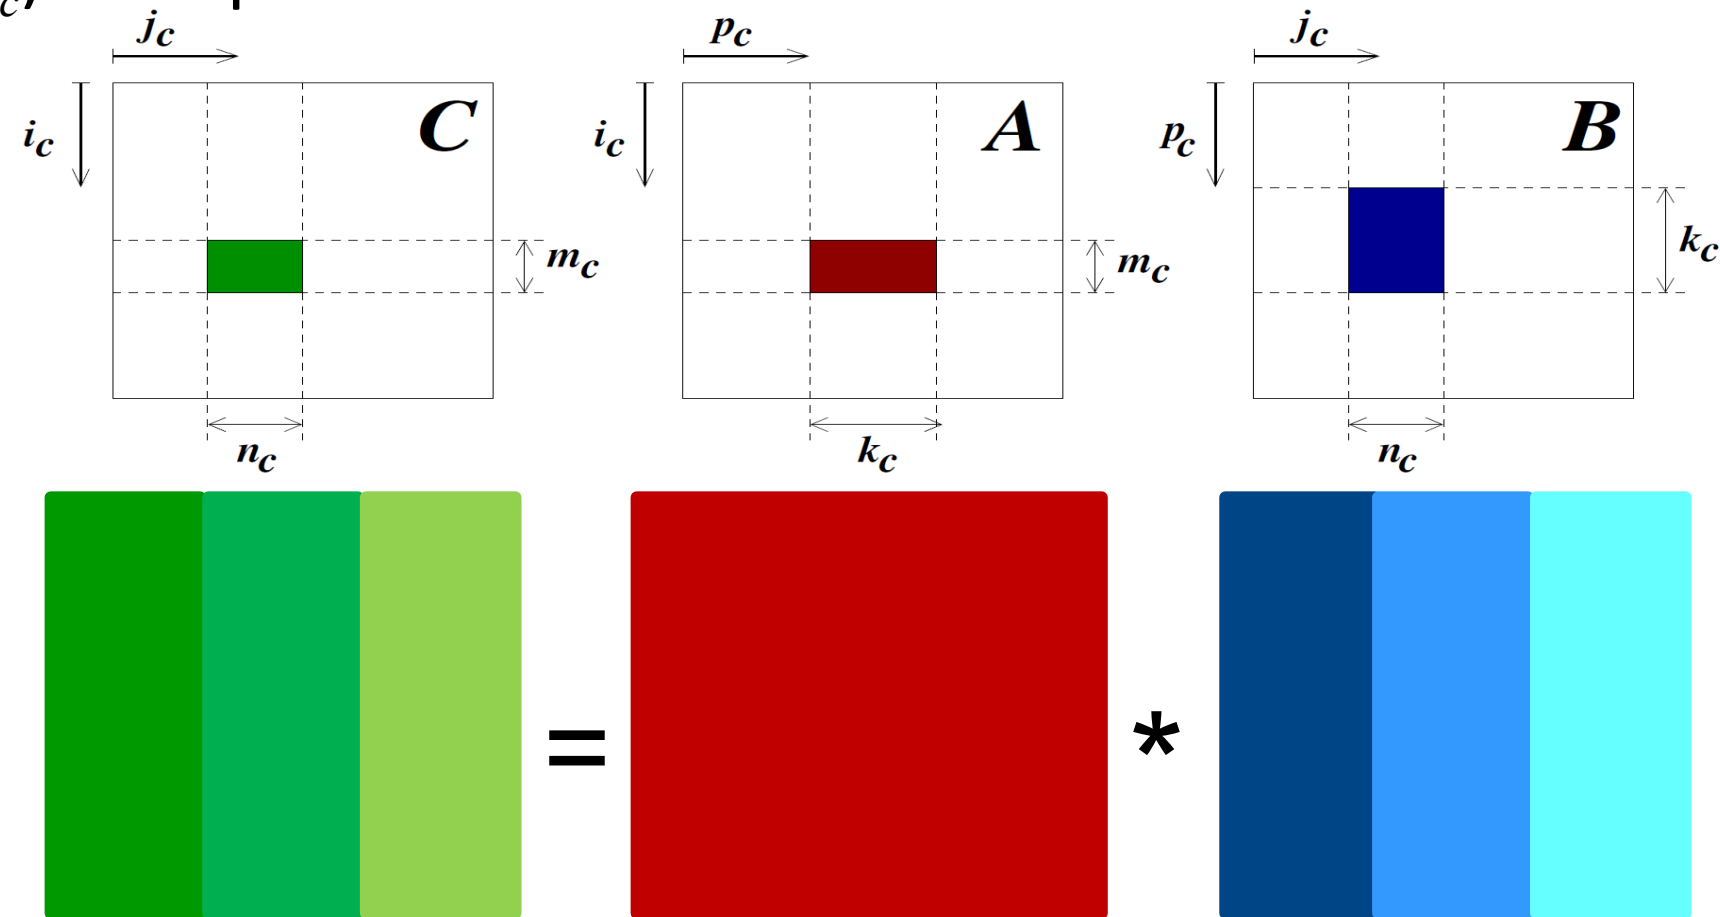 j_c p_c j_c
C A B
i_c i_c p_c
m_c m_c k_c
n_c k_c n_c
= *